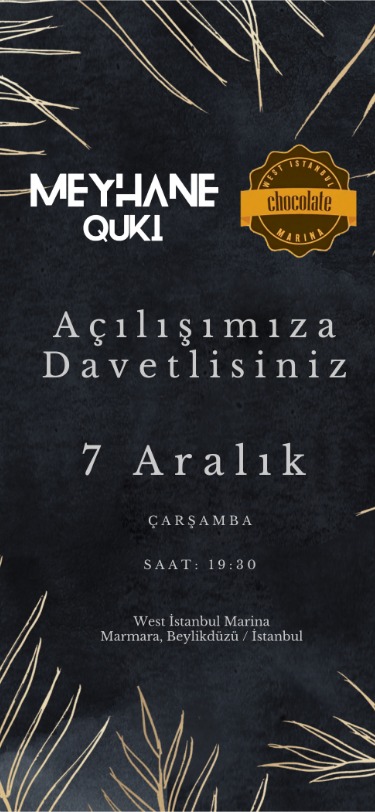 MEYHANE
QUKI
WEST ISTANBUL
chocolate
MARINA
Açılışımıza
Davetlisiniz
7 Aralık
ÇARŞAMBA
SAAT: 19:30
West İstanbul Marina
Marmara, Beylikdüzü / İstanbul